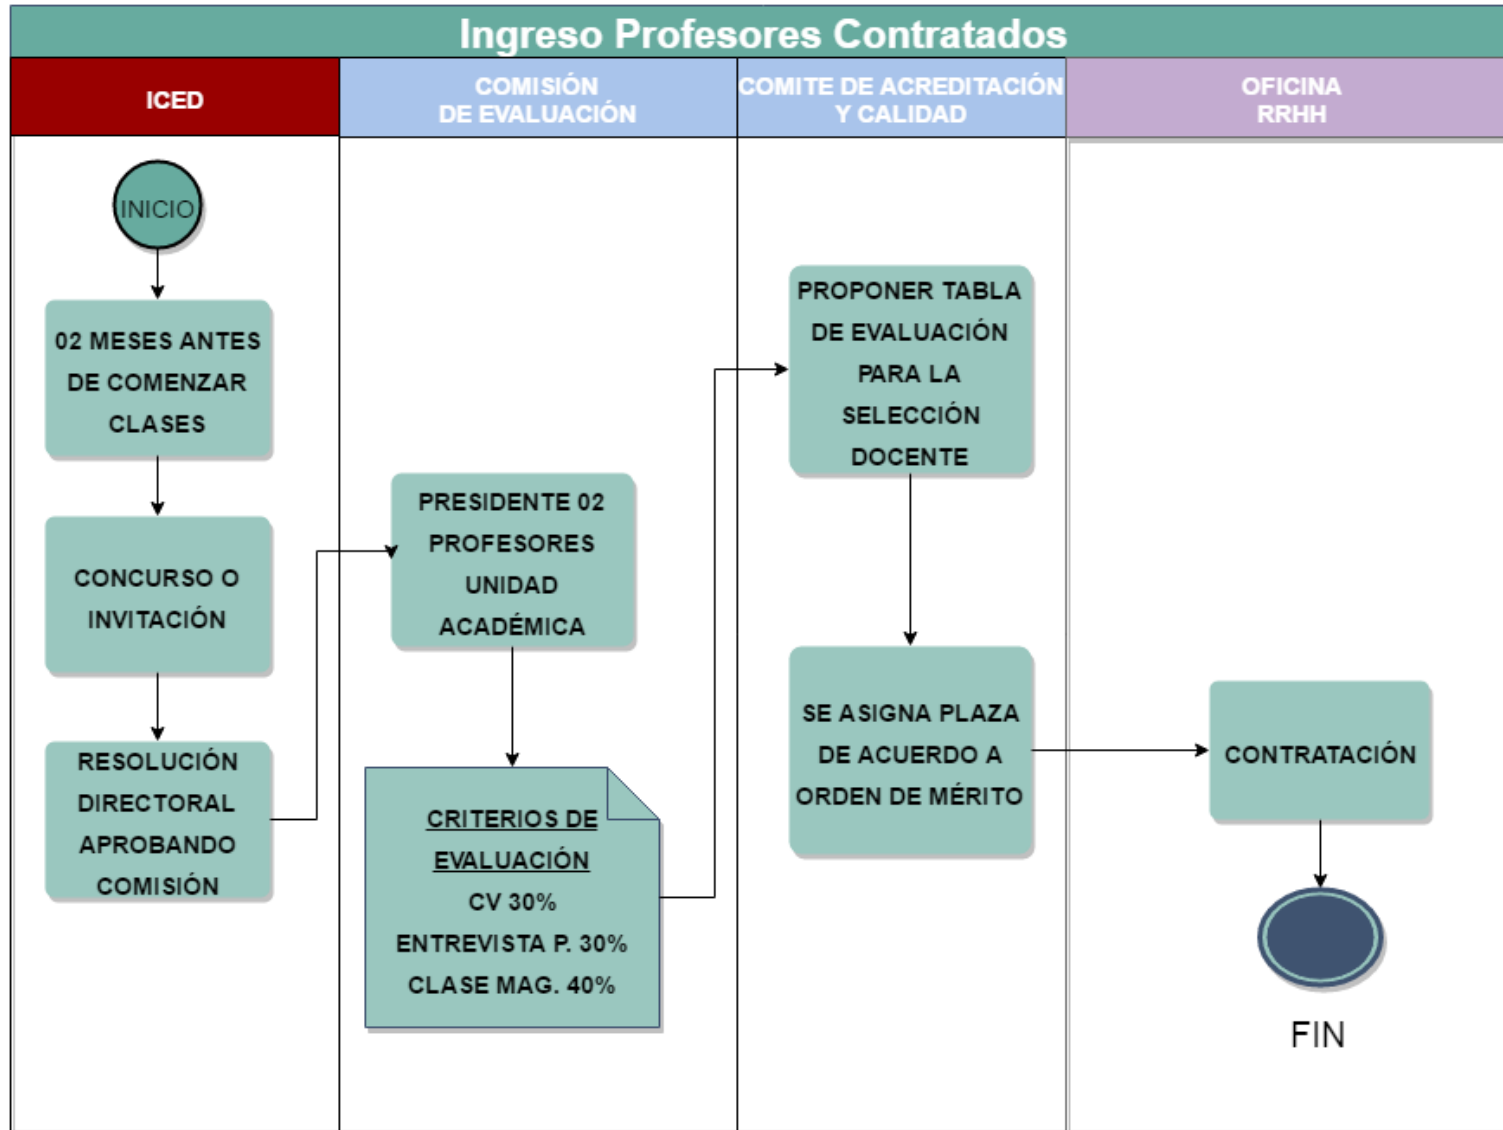 Ingreso Profesores Contratados
ICED
COMISIÓN
DE EVALUACIÓN
COMITE DE ACREDITACIÓN
Y CALIDAD
OFICINA
RRHH
INICIO
02 MESES ANTES
DE COMENZAR
CLASES
CONCURSO O
INVITACIÓN
RESOLUCIÓN
DIRECTORAL
APROBANDO
COMISIÓN
PRESIDENTE 02
PROFESORES
UNIDAD
ACADÉMICA
CRITERIOS DE
EVALUACIÓN
CV 30%
ENTREVISTA P. 30%
CLASE MAG. 40%
PROPONER TABLA
DE EVALUACIÓN
PARA LA
SELECCIÓN
DOCENTE
SE ASIGNA PLAZA
DE ACUERDO A
ORDEN DE MÉRITO
CONTRATACIÓN
FIN